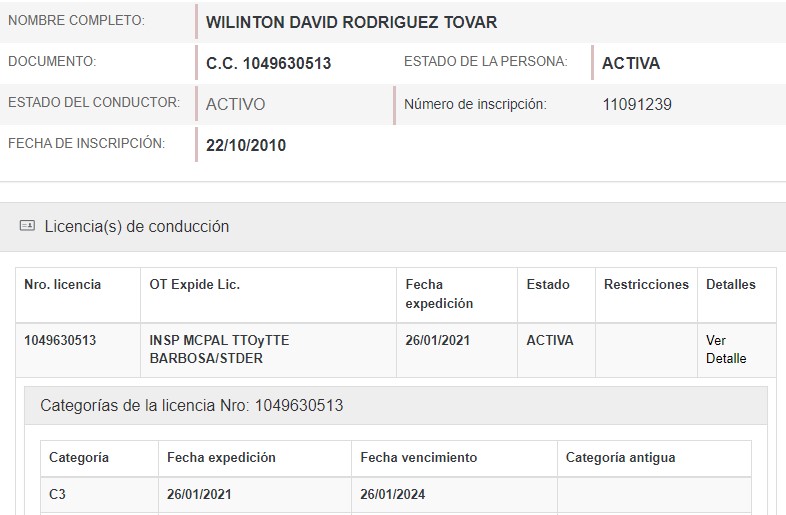 NOMBRE COMPLETO: WILINTON DAVID RODRIGUEZ TOVAR
DOCUMENTO: C.C. 1049630513 ESTADO DE LA PERSONA: ACTIVA
ESTADO DEL CONDUCTOR: ACTIVO Número de inscripción: 11091239
FECHA DE INSCRIPCIÓN: 22/10/2010
Licencia(s) de conducción
Nro. licencia OT Expide Lic. Fecha expedición Estado Restricciones Detalles
1049630513 INSP MCPAL TTOyTTE BARBOSA/STDER 26/01/2021 ACTIVA Ver Detalle
Categorías de la licencia Nro: 1049630513
Categoría Fecha expedición Fecha vencimiento Categoría antigua
C3 26/01/2021 26/01/2024